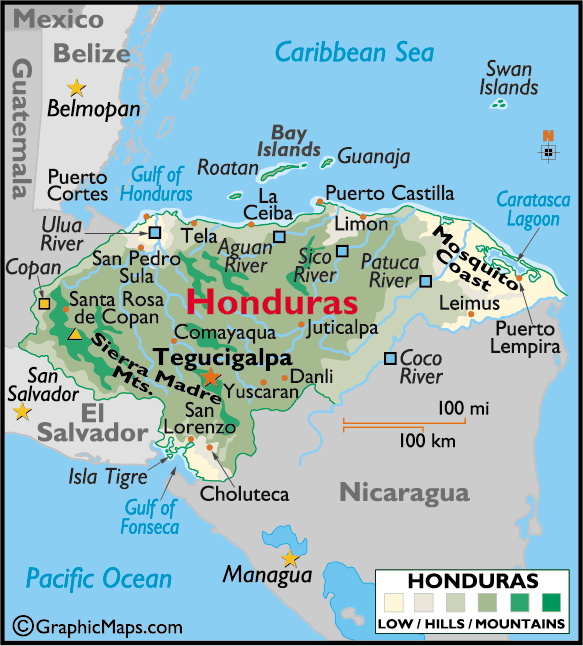 Mexico
Belize
Guatemala
Belmopan
Caribbean Sea
Swan
Islands
N
Bay
Islands
Guanaja
Roatan
Gulf of
Honduras
Puerto
Cortes
La
Ceiba
Puerto Castilla
Caratasca
Lagoon
Ulua
River
Tela
Limon
Aguan
River
Mosquito
Coast
San Pedro
Sula
Sico
River
Patuca
River
Copan
Santa Rosa
de Copan
Honduras
Leimus
Comayaqua
Juticalpa
Puerto
Lempira
Sierra Madre
Mts.
Tegucigalpa
Coco
River
San
Salvador
Danli
Yuscaran
El
Salvador
San
Lorenzo
100 mi
100 km
Isla Tigre
Choluteca
Gulf of
Fonseca
Nicaragua
Pacific Ocean
Managua
HONDURAS
LOW / HILLS / MOUNTAINS
©GraphicMaps.com